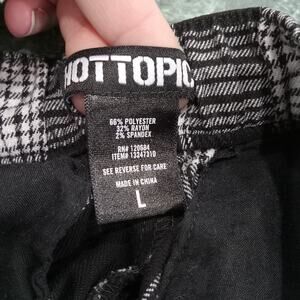 HOTTOPIC
66% POLYESTER
32% RAYON
2% SPANDEX
RN# 120684
ITEM# 13347310
SEE REVERSE FOR CARE
MADE IN CHINA
L